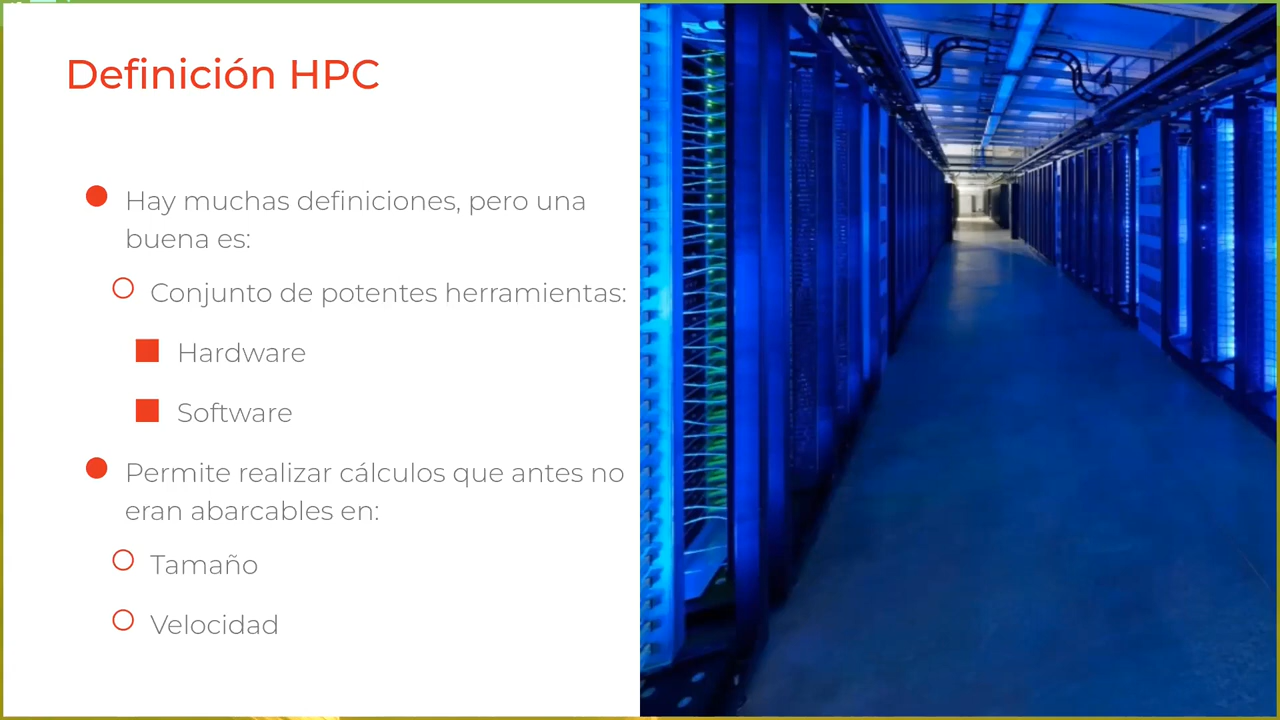 Definición HPC
Hay muchas definiciones, pero una
buena es:
Conjunto de potentes herramientas:
Hardware
Software
Permite realizar cálculos que antes no
eran abarcables en:
Tamaño
Velocidad